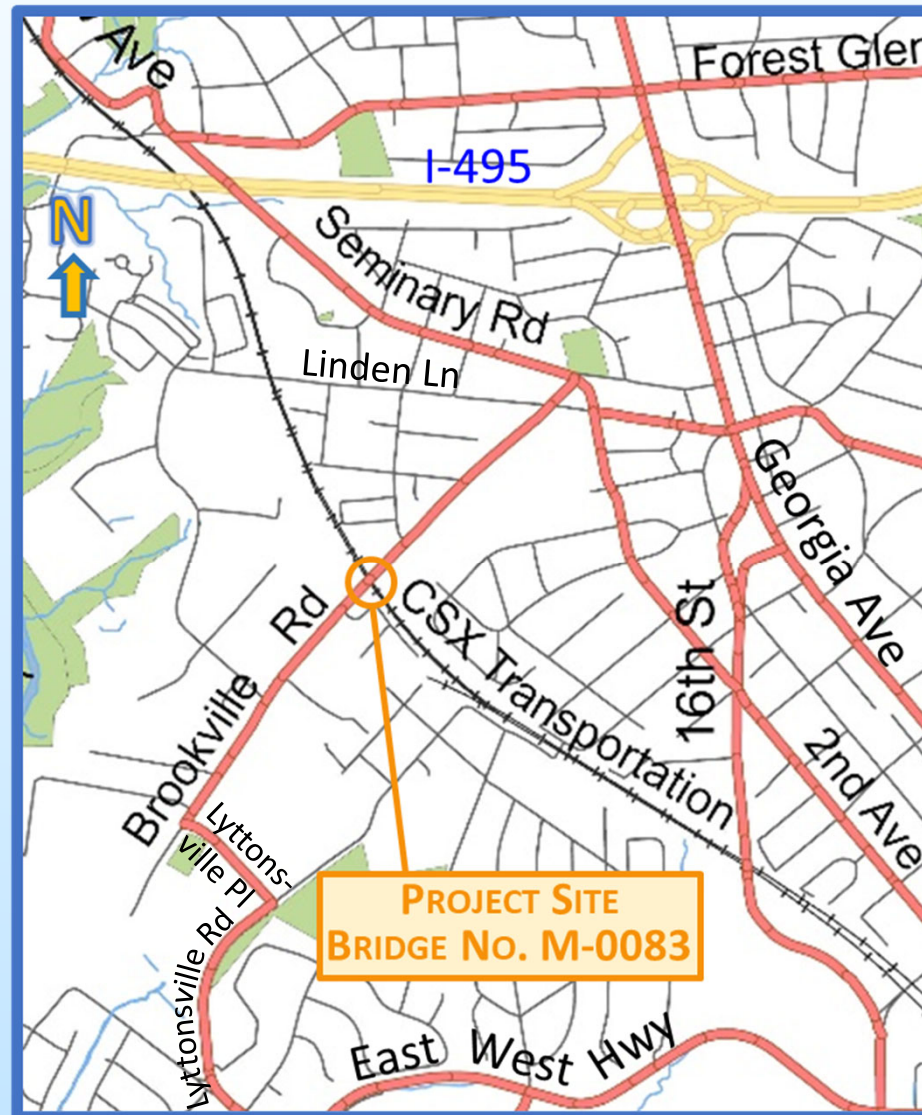 Ave
Forest Glen
I-495
N
Seminary Rd
Linden Ln
Georgia Ave
CSX Transportation
16th St
Brookville Rd
2nd Ave
Lyttons-
ville Pl
PROJECT SITE
BRIDGE NO. M-0083
Lyttonsville Rd
East West Hwy